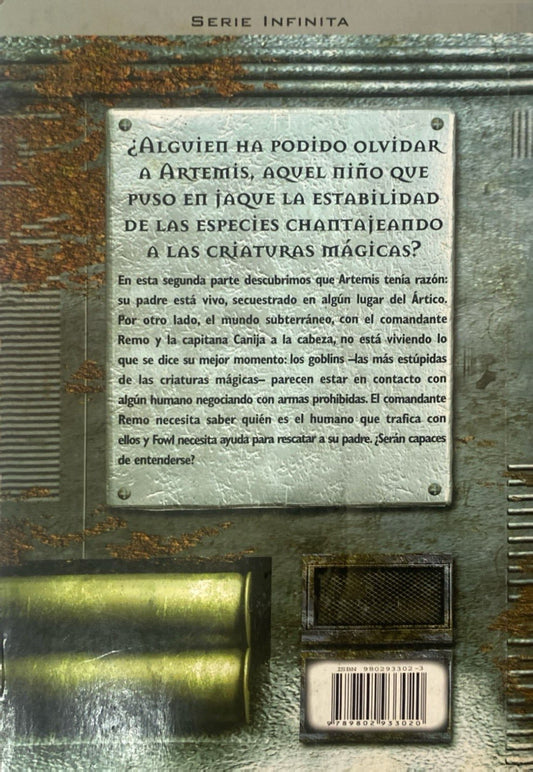 SERIE INFINITA
¿ALGUIEN HA PODIDO OLVIDAR
A ARTEMIS, AQUEL NIÑO QUE
PUSO EN JAQUE LA ESTABILIDAD
DE LAS ESPECIES CHANTAJEANDO
A LAS CRIATURAS MÁGICAS?
En esta segunda parte descubrimos que Artemis tenía razón:
su padre está vivo, secuestrado en algún lugar del Ártico.
Por otro lado, el mundo subterráneo, con el comandante
Remo y la capitana Canija a la cabeza, no está viviendo lo
que se dice su mejor momento: los goblins –las más estúpidas
de las criaturas mágicas– parecen estar en contacto con
algún humano negociando con armas prohibidas. El comandante
Remo necesita saber quién es el humano que trafica con
ellos y Fowl necesita ayuda para rescatar a su padre. ¿Serán capaces
de entenderse?
ISBN 980293302-3
9 789802 933020